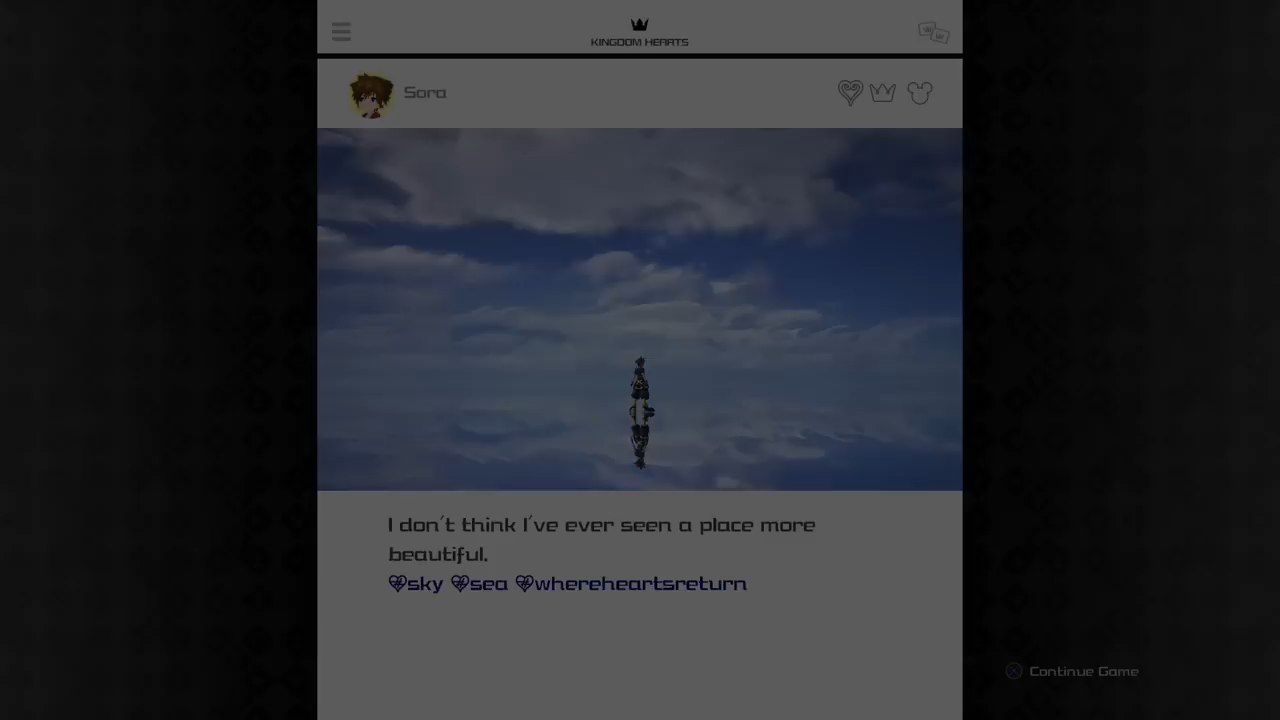 KINGDOM HEARTS
Sora
I don't think I've ever seen a place more
beautiful.
#sky #sea #whereheartsreturn
Continue Game